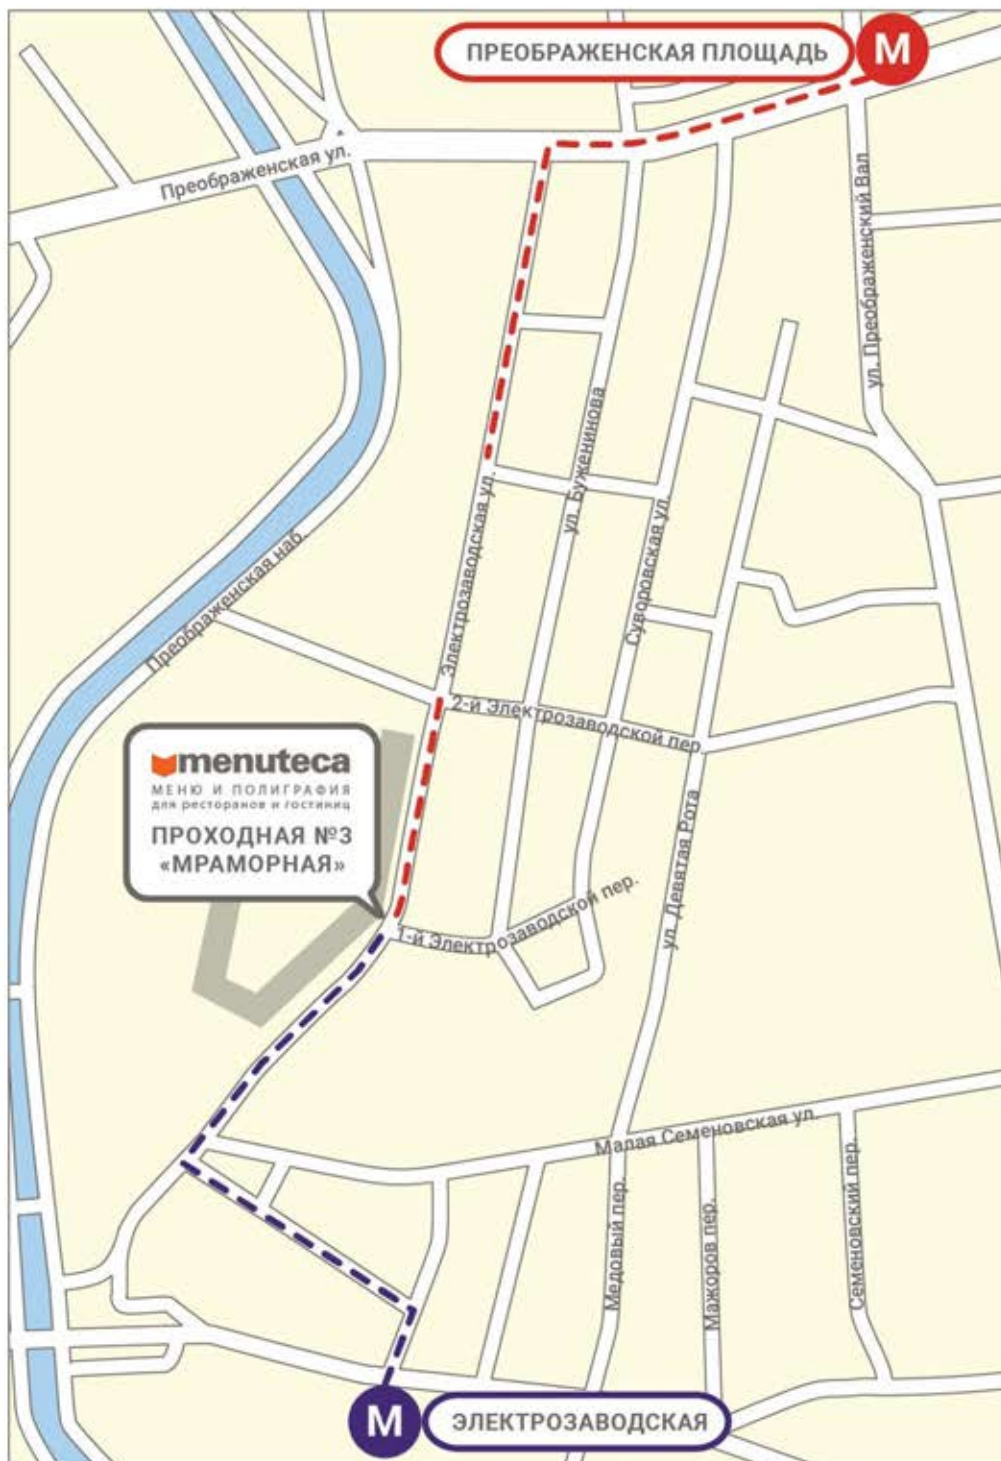 ПРЕОБРАЖЕНСКАЯ ПЛОЩАДЬ
М
Преображенская ул.
ул. Преображенский Вал
ул. Буженинова
Электрозаводская ул.
Суворовская ул.
Преображенская наб.
2-й Электрозаводской пер.
menuteca
МЕНЮ И ПОЛИГРАФИЯ
для ресторанов и гостиниц
ПРОХОДНАЯ №3
«МРАМОРНАЯ»
ул. Девятая Рота
1-й Электрозаводской пер.
Малая Семеновская ул.
Медовый пер.
Мажоров пер.
Семеновский пер.
М
ЭЛЕКТРОЗАВОДСКАЯ